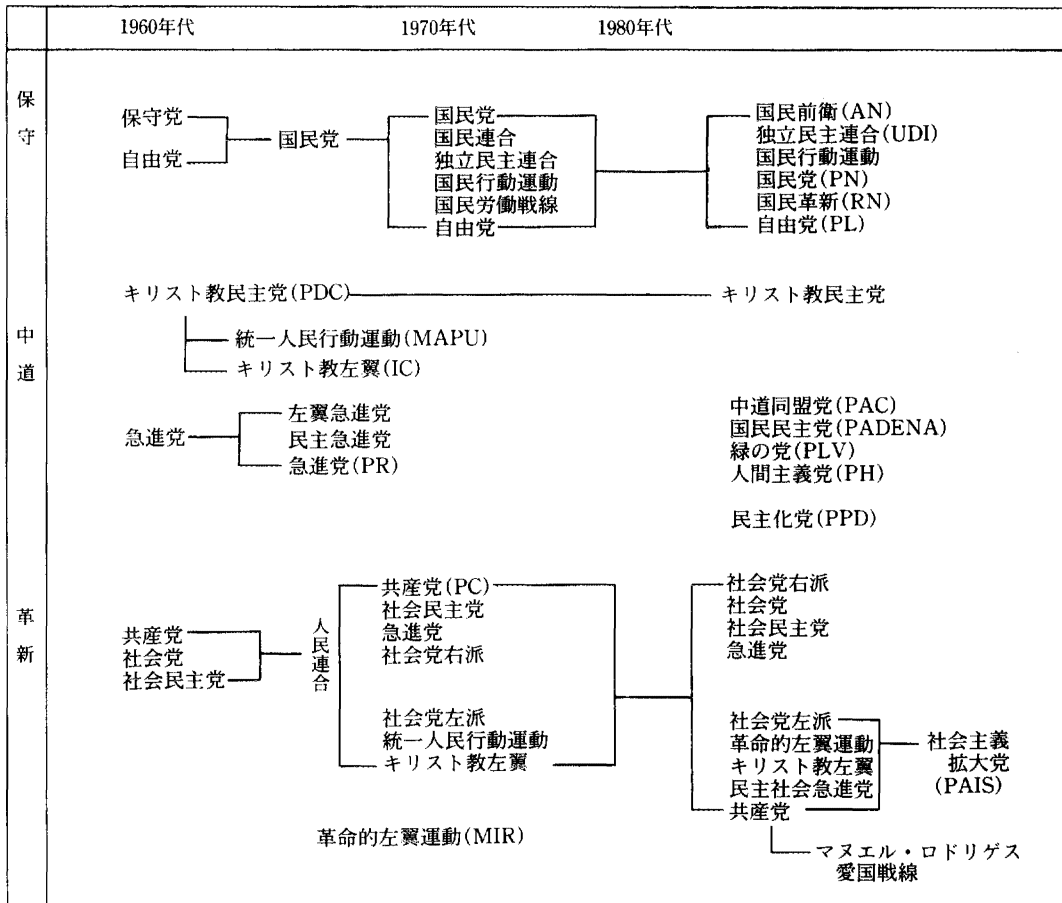 1960年代
1970年代
1980年代
保守
保守党
自由党
国民党
国民党
国民連合
独立民主連合
国民行動運動
国民労働戦線
自由党
国民前衛(AN)
独立民主連合(UDI)
国民行動運動
国民党(PN)
国民革新(RN)
自由党(PL)
中道
キリスト教民主党(PDC)
キリスト教民主党
統一人民行動運動(MAPU)
キリスト教左翼(IC)
急進党
左翼急進党
民主急進党
急進党(PR)
中道同盟党(PAC)
国民民主党(PADENA)
緑の党(PLV)
人間主義党(PH)
民主化党(PPD)
革新
共産党
社会党
社会民主党
人民連合
共産党(PC)
社会民主党
急進党
社会党右派
社会党左派
統一人民行動運動
キリスト教左翼
革命的左翼運動(MIR)
社会党右派
社会党
社会民主党
急進党
社会党左派
革命的左翼運動
キリスト教左翼
民主社会急進党
共産党
社会主義
拡大党
(PAIS)
マヌエル・ロドリゲス
愛国戦線